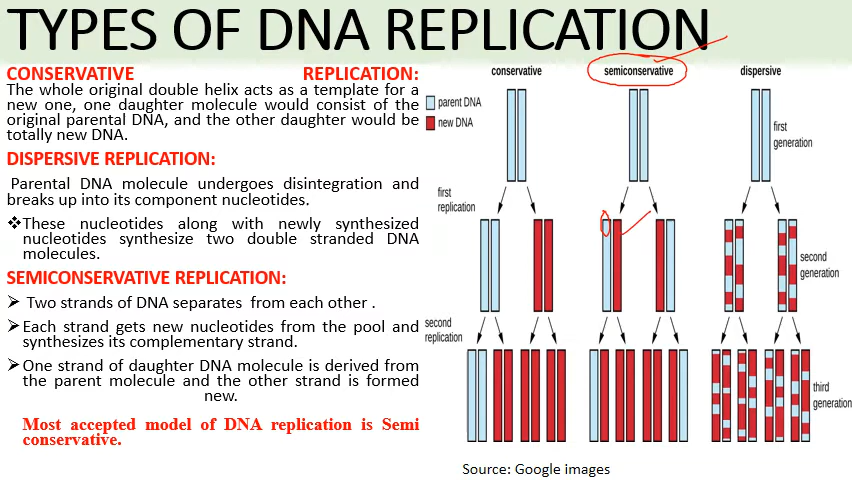 TYPES OF DNA REPLICATION
CONSERVATIVE REPLICATION:
The whole original double helix acts as a template for a
new one, one daughter molecule would consist of the
original parental DNA, and the other daughter would be
totally new DNA.
DISPERSIVE REPLICATION:
Parental DNA molecule undergoes disintegration and
breaks up into its component nucleotides.
❖These nucleotides along with newly synthesized
nucleotides synthesize two double stranded DNA
molecules.
SEMICONSERVATIVE REPLICATION:
➢ Two strands of DNA separates from each other .
➢Each strand gets new nucleotides from the pool and
synthesizes its complementary strand.
➢One strand of daughter DNA molecule is derived from
the parent molecule and the other strand is formed
new.
Most accepted model of DNA replication is Semi
conservative.
conservative
semiconservative
dispersive
parent DNA
new DNA
first
generation
first
replication
second
generation
second
replication
third
generation
Source: Google images